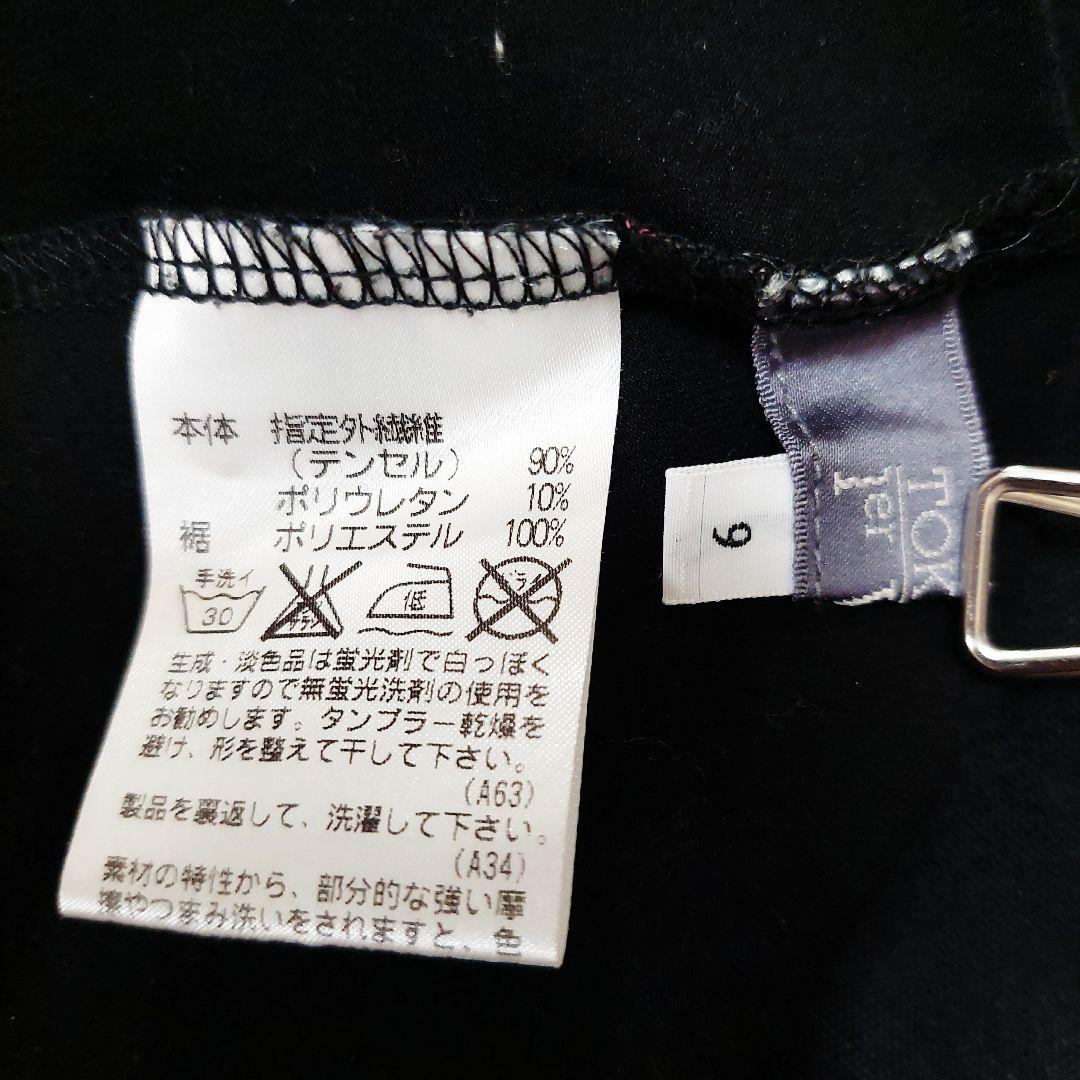 本体 指定外繊維
（テンセル） 90%
ポリウレタン 10%
裾 ポリエステル 100%
手洗イ
30
サラシ
低
ドライ
生成・淡色品は蛍光剤で白っぽく
なりますので無蛍光洗剤の使用を
お勧めします。タンブラー乾燥を
避け、形を整えて干して下さい。
(A63)
製品を裏返して、洗濯して下さい。
(A34)
素材の特性から、部分的な強い摩
擦やつまみ洗いをされますと、色
9
TOK
ier